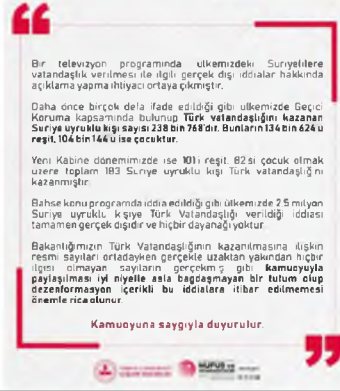 Bir televizyon programında ülkemizdeki Suriyelilere
vatandaşlık verilmesi ile ilgili gerçek dışı iddialar hakkında
açıklama yapma ihtiyacı ortaya çıkmıştır.
Daha önce birçok defa ifade edildiği gibi ülkemizde Geçici
Koruma kapsamında bulunup Türk vatandaşlığını kazanan
Suriye uyruklu kişi sayısı 238 bin 768'dir. Bunların 134 bin 624'ü
reşit, 104 bin 144'ü ise çocuktur.
Yeni Kabine dönemimizde ise 101'i reşit, 82'si çocuk olmak
üzere toplam 183 Suriye uyruklu kişi Türk vatandaşlığını
kazanmıştır.
Bahse konu programda iddia edildiği gibi ülkemizde 2.5 milyon
Suriye uyruklu kişiye Türk Vatandaşlığı verildiği iddiası
tamamen gerçek dışıdır ve hiçbir dayanağı yoktur.
Bakanlığımızın Türk Vatandaşlığının kazanılmasına ilişkin
resmi sayıları ortadayken gerçekle uzaktan yakından hiçbir
ilgisi olmayan sayıların gerçekmiş gibi kamuoyuyla
paylaşılması iyi niyetle asla bağdaşmayan bir tutum olup
dezenformasyon içerikli bu iddialara itibar edilmemesi
önemle rica olunur.
Kamuoyuna saygıyla duyurulur.
NÜFUS ve